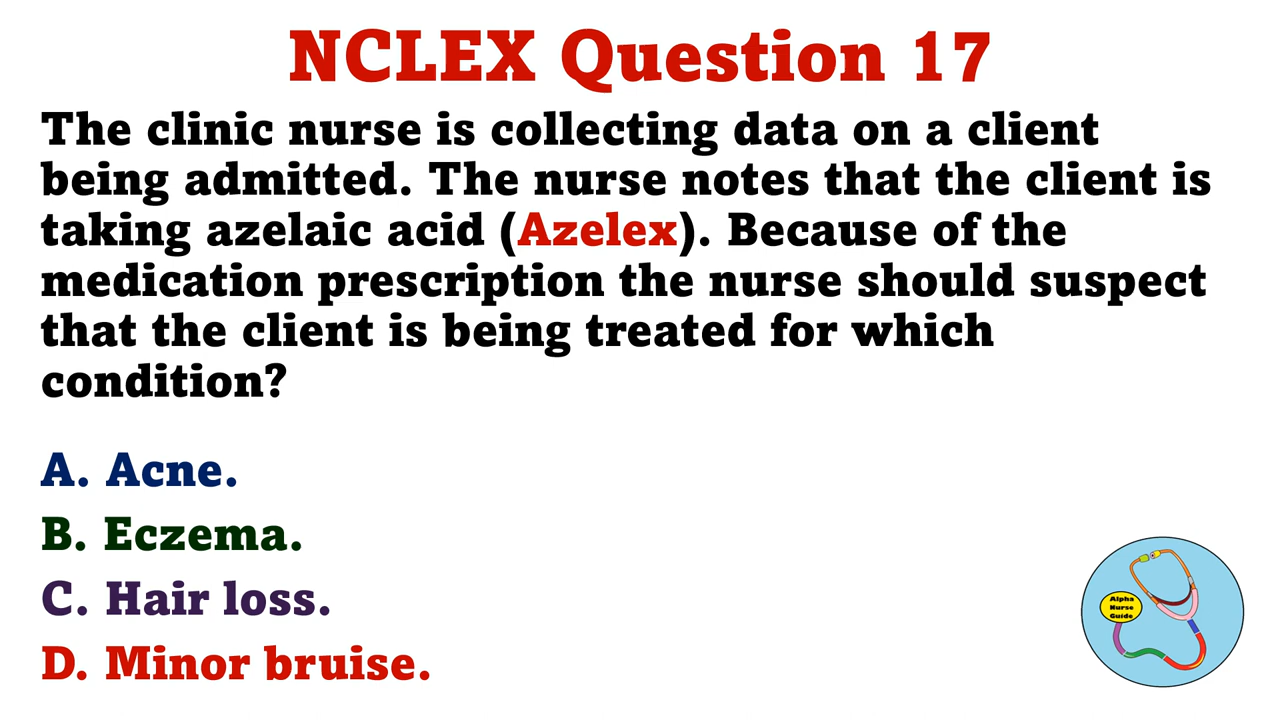 NCLEX Question 17
The clinic nurse is collecting data on a client
being admitted. The nurse notes that the client is
taking azelaic acid (Azelex). Because of the
medication prescription the nurse should suspect
that the client is being treated for which
condition?
A. Acne.
B. Eczema.
C. Hair loss.
D. Minor bruise.
Alpha
Nurse
Guide